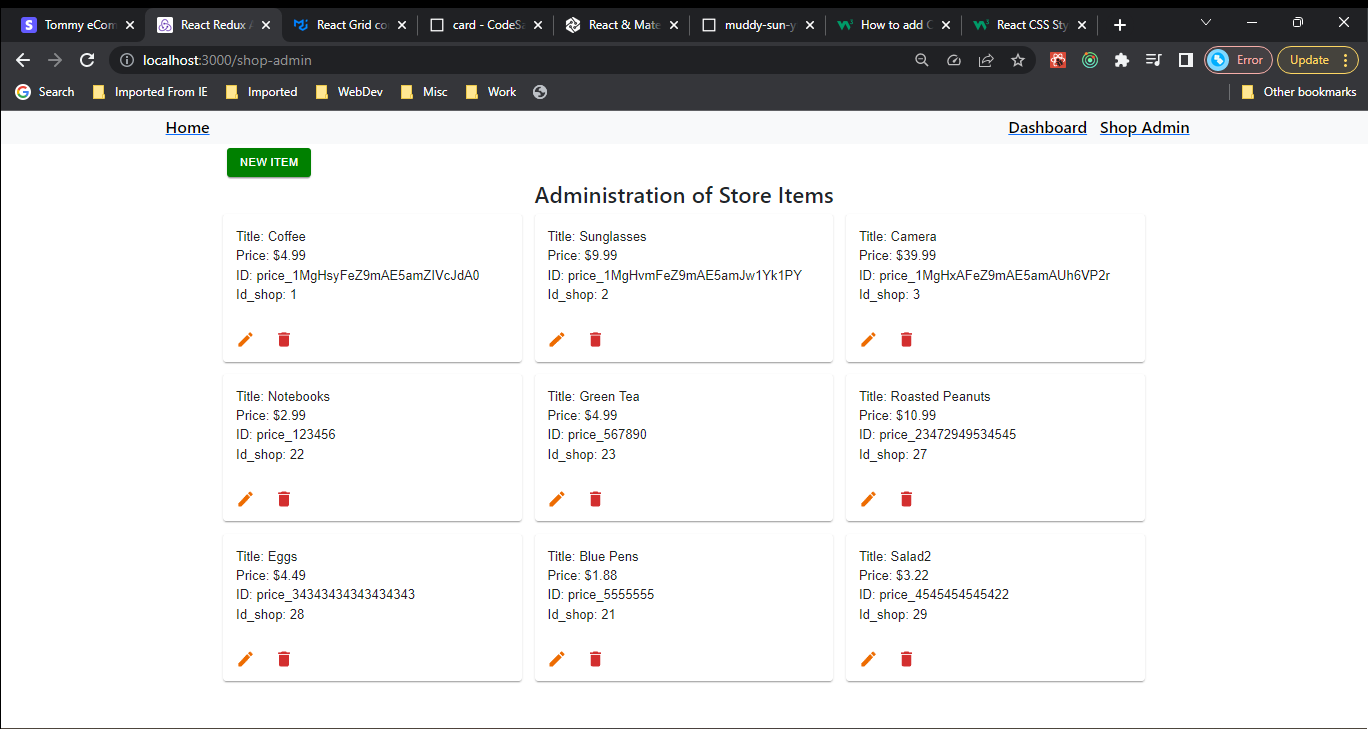 Tommy eCom
React Redux A
React Grid co
card - CodeSa
React & Mate
muddy-sun-y
How to add C
React CSS Sty
localhost:3000/shop-admin
Error
Update
Search
Imported From IE
Imported
WebDev
Misc
Work
Other bookmarks
Home
Dashboard
Shop Admin
NEW ITEM
Administration of Store Items
Title: Coffee
Price: $4.99
ID: price_1MgHsyFeZ9mAE5amZIVcJdA0
Id_shop: 1
Title: Sunglasses
Price: $9.99
ID: price_1MgHvmFeZ9mAE5amJw1Yk1PY
Id_shop: 2
Title: Camera
Price: $39.99
ID: price_1MgHxAFeZ9mAE5amAUh6VP2r
Id_shop: 3
Title: Notebooks
Price: $2.99
ID: price_123456
Id_shop: 22
Title: Green Tea
Price: $4.99
ID: price_567890
Id_shop: 23
Title: Roasted Peanuts
Price: $10.99
ID: price_23472949534545
Id_shop: 27
Title: Eggs
Price: $4.49
ID: price_34343434343434343
Id_shop: 28
Title: Blue Pens
Price: $1.88
ID: price_5555555
Id_shop: 21
Title: Salad2
Price: $3.22
ID: price_4545454545422
Id_shop: 29